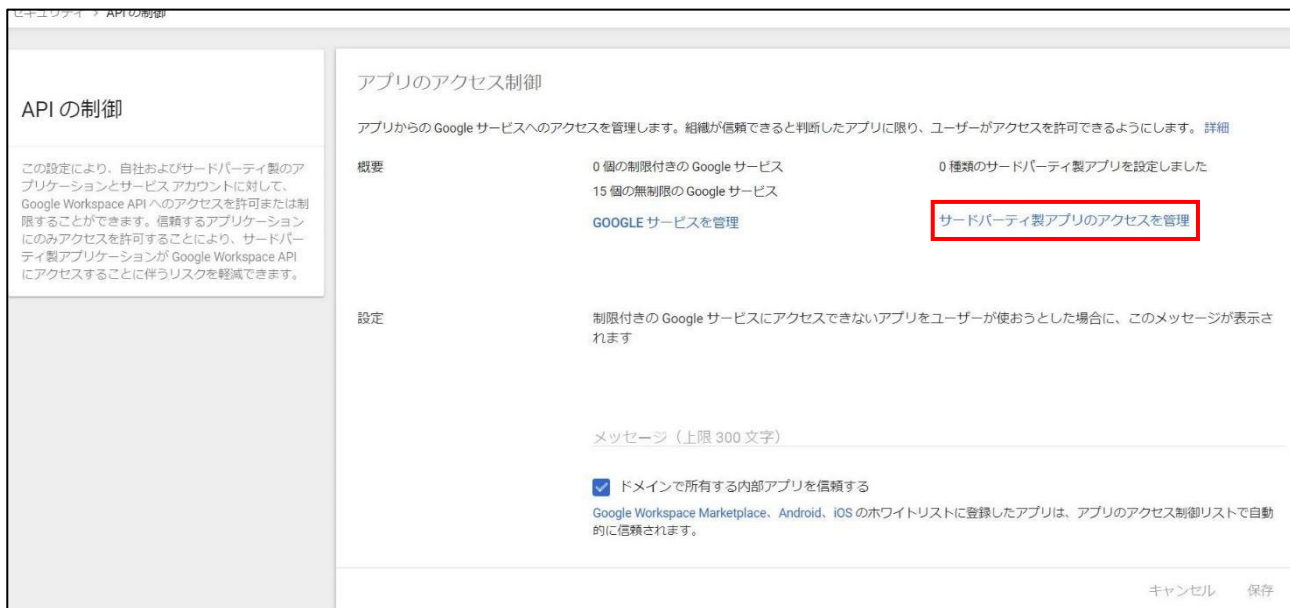 セキュリティ > APIの制御
API の制御
この設定により、自社およびサードパーティ製のア
プリケーションとサービス アカウントに対して、
Google Workspace API へのアクセスを許可または制
限することができます。信頼するアプリケーション
にのみアクセスを許可することにより、サードパー
ティ製アプリケーションが Google Workspace API
にアクセスすることに伴うリスクを軽減できます。
アプリのアクセス制御
アプリからの Google サービスへのアクセスを管理します。組織が信頼できると判断したアプリに限り、ユーザーがアクセスを許可できるようにします。 詳細
概要
0 個の制限付きの Google サービス
15 個の無制限の Google サービス
GOOGLE サービスを管理
0 種類のサードパーティ製アプリを設定しました
サードパーティ製アプリのアクセスを管理
設定
制限付きの Google サービスにアクセスできないアプリをユーザーが使おうとした場合に、このメッセージが表示さ
れます
メッセージ（上限 300 文字）
ドメインで所有する内部アプリを信頼する
Google Workspace Marketplace、Android、iOS のホワイトリストに登録したアプリは、アプリのアクセス制御リストで自動
的に信頼されます。
キャンセル 保存